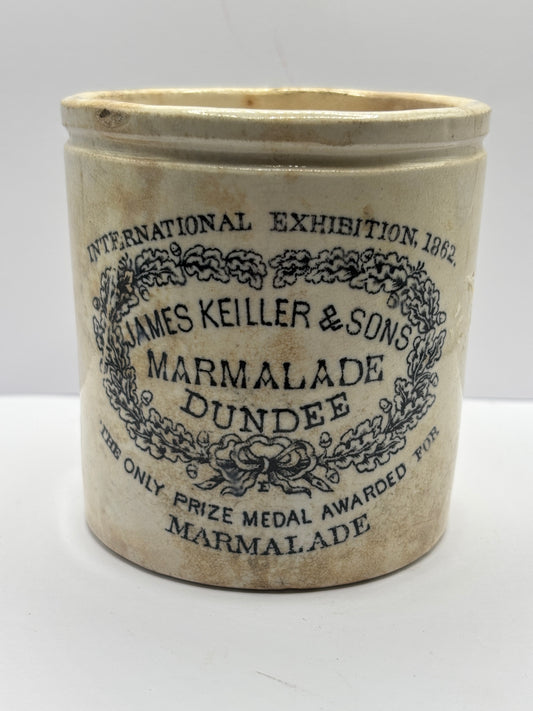 INTERNATIONAL EXHIBITION, 1862.
JAMES KEILLER & SONS
MARMALADE
DUNDEE
E
THE ONLY PRIZE MEDAL AWARDED FOR
MARMALADE